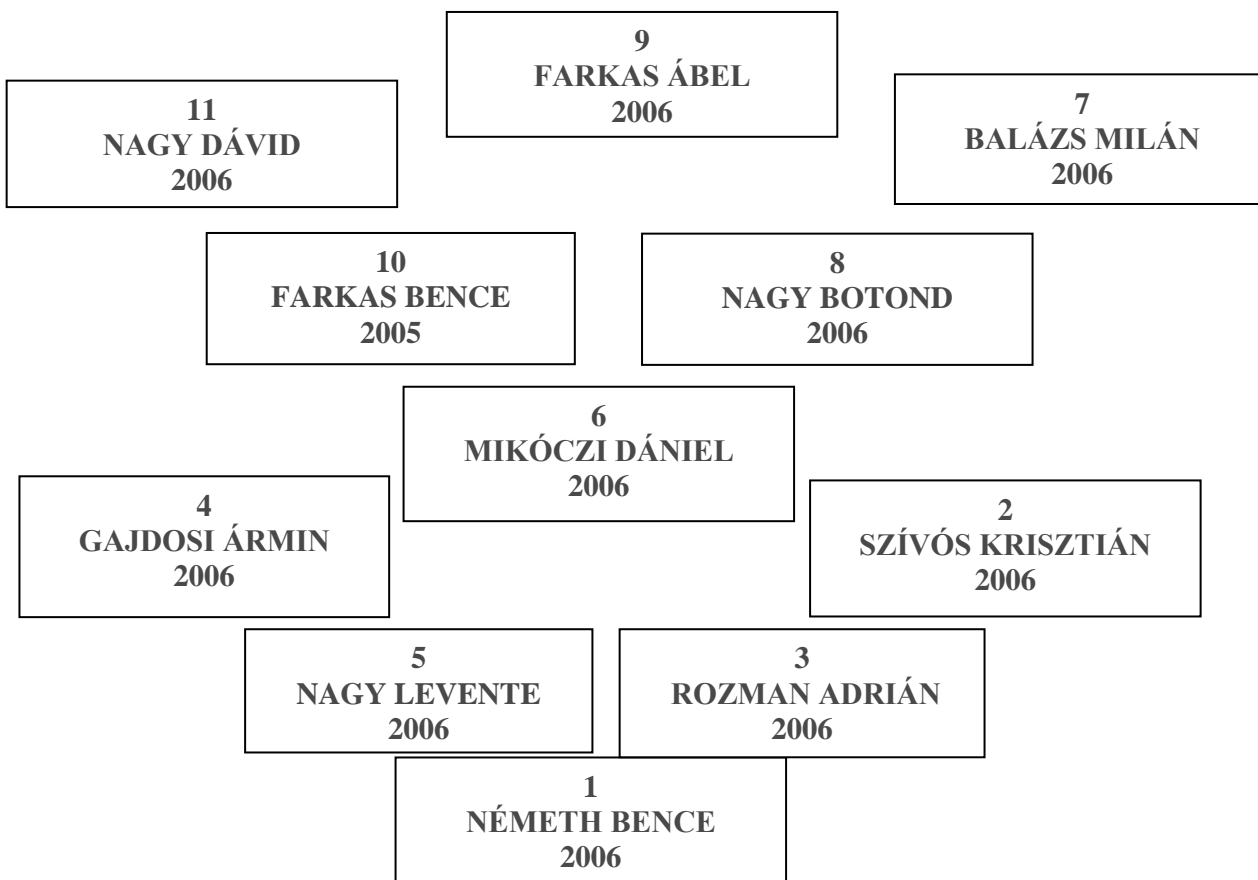 9
FARKAS ÁBEL
2006
11
NAGY DÁVID
2006
7
BALÁZS MILÁN
2006
10
FARKAS BENCE
2005
8
NAGY BOTOND
2006
6
MIKÓCZI DÁNIEL
2006
4
GAJDOSI ÁRMIN
2006
2
SZÍVÓS KRISZTIÁN
2006
5
NAGY LEVENTE
2006
3
ROZMAN ADRIÁN
2006
1
NÉMETH BENCE
2006